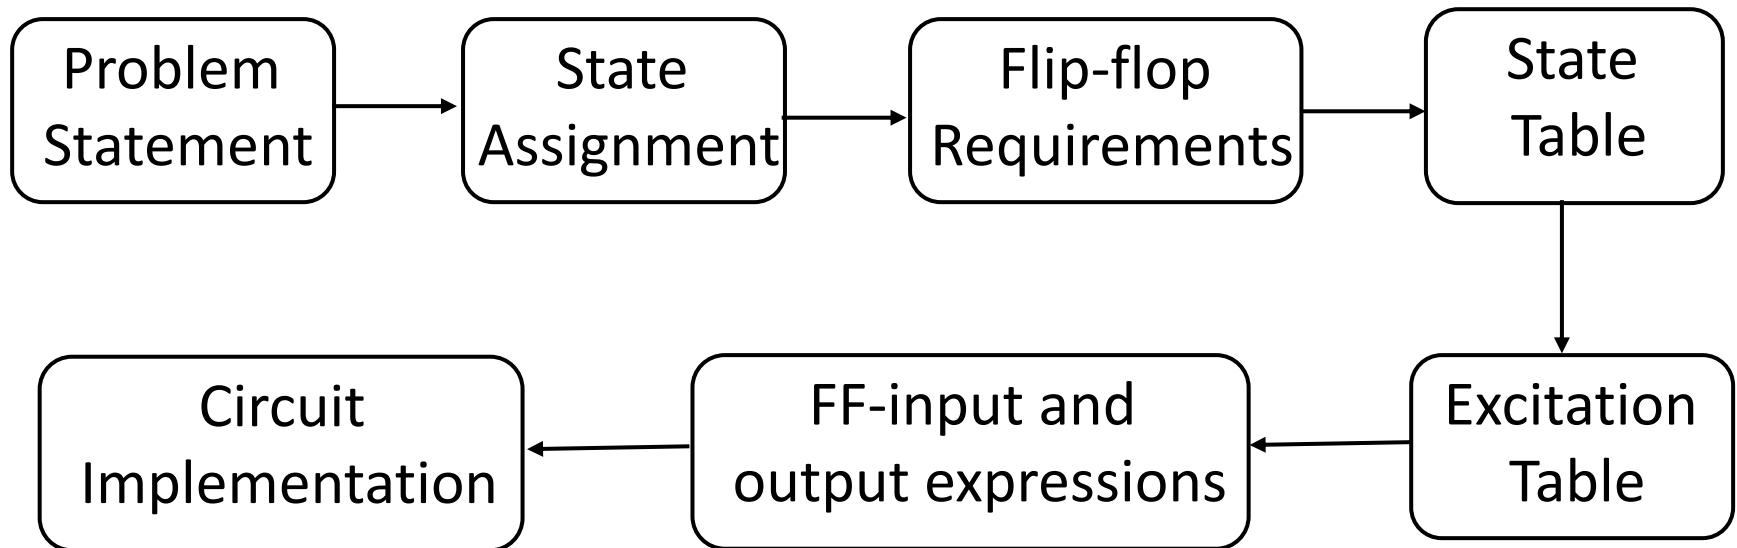 Problem
Statement
State
Assignment
Flip-flop
Requirements
State
Table
Circuit
Implementation
FF-input and
output expressions
Excitation
Table